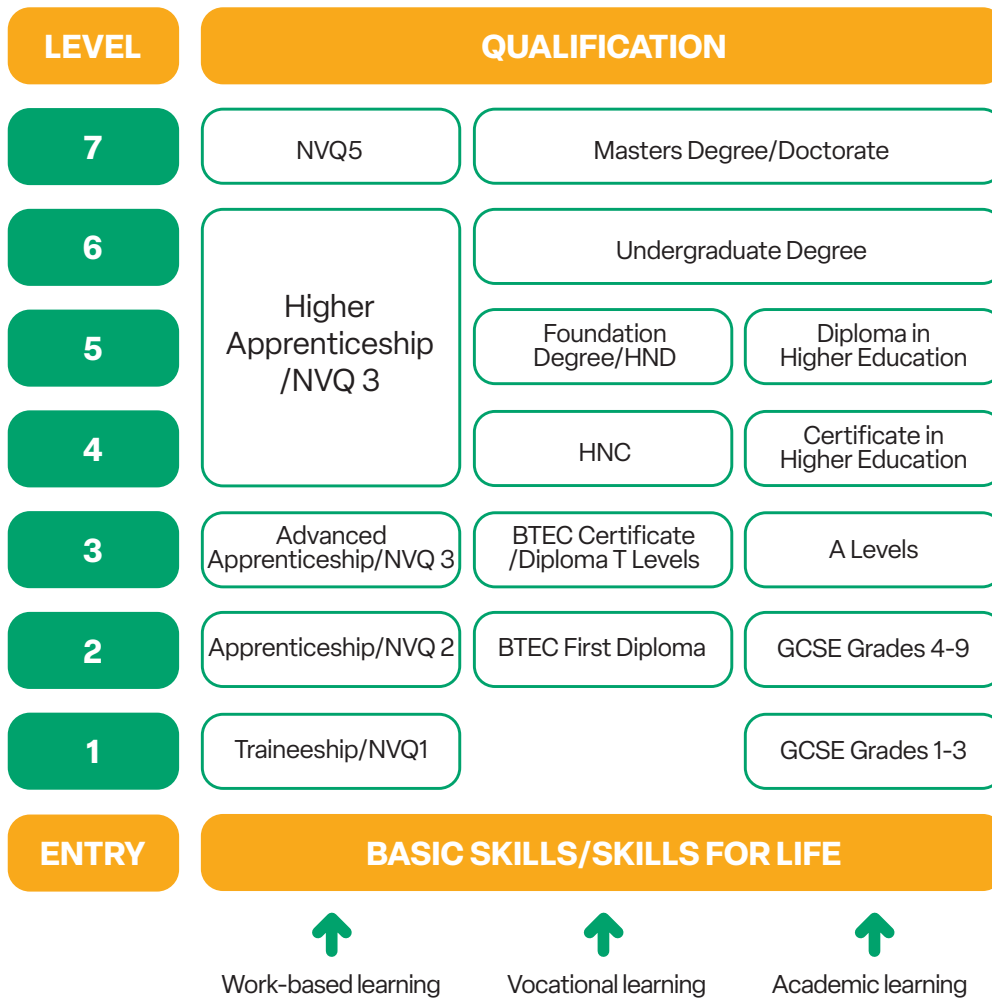 LEVEL
QUALIFICATION
7
NVQ5
Masters Degree/Doctorate
6
Undergraduate Degree
Higher
Apprenticeship
/NVQ 3
5
Foundation
Degree/HND
Diploma in
Higher Education
4
HNC
Certificate in
Higher Education
3
Advanced
Apprenticeship/NVQ 3
BTEC Certificate
/Diploma T Levels
A Levels
2
Apprenticeship/NVQ 2
BTEC First Diploma
GCSE Grades 4-9
1
Traineeship/NVQ1
GCSE Grades 1-3
ENTRY
BASIC SKILLS/SKILLS FOR LIFE
Work-based learning
Vocational learning
Academic learning